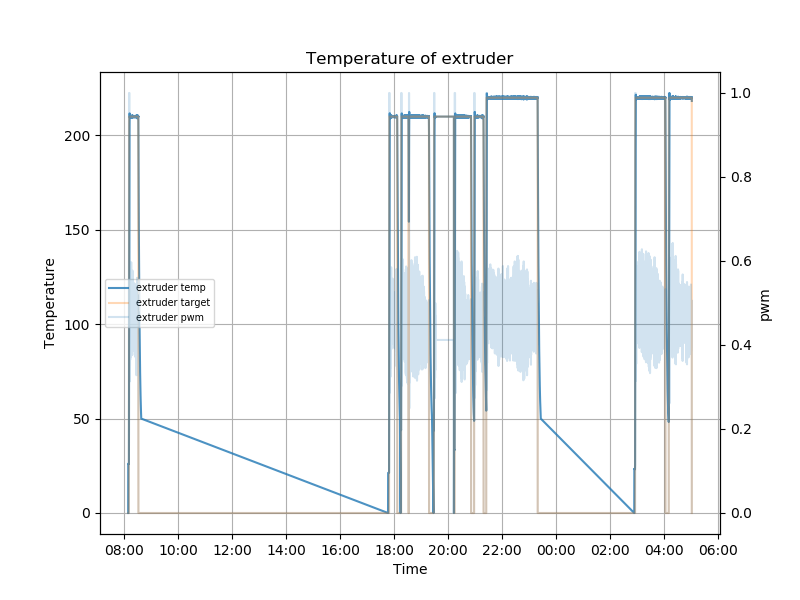 Temperature of extruder
200
150
100
50
0
Temperature
1.0
0.8
0.6
0.4
0.2
0.0
pwm
extruder temp
extruder target
extruder pwm
08:00 10:00 12:00 14:00 16:00 18:00 20:00 22:00 00:00 02:00 04:00 06:00
Time